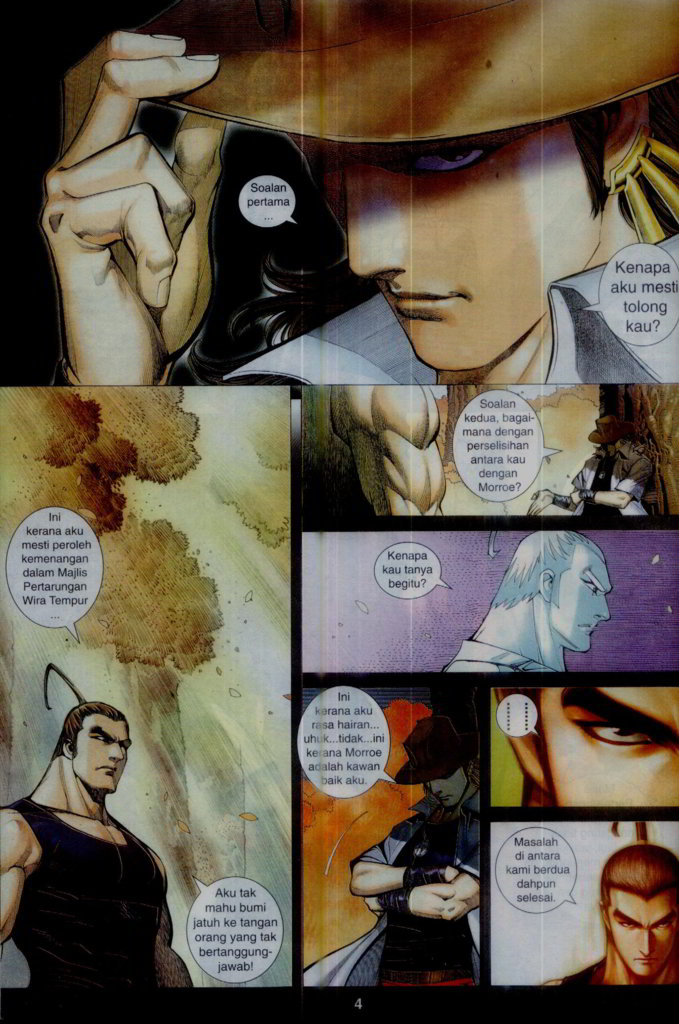 Soalan
pertama
...
Kenapa
aku mesti
tolong
kau?
Ini
kerana aku
mesti peroleh
kemenangan
dalam Majlis
Pertarungan
Wira Tempur
...
Aku tak
mahu bumi
jatuh ke tangan
orang yang tak
bertanggung-
jawab!
Soalan
kedua, bagai-
mana dengan
perselisihan
antara kau
dengan
Morroe?
Kenapa
kau tanya
begitu?
Ini
kerana aku
rasa hairan...
uhuk...tidak...ini
kerana Morroe
adalah kawan
baik aku.
Masalah
di antara
kami berdua
dahpun
selesai.
4